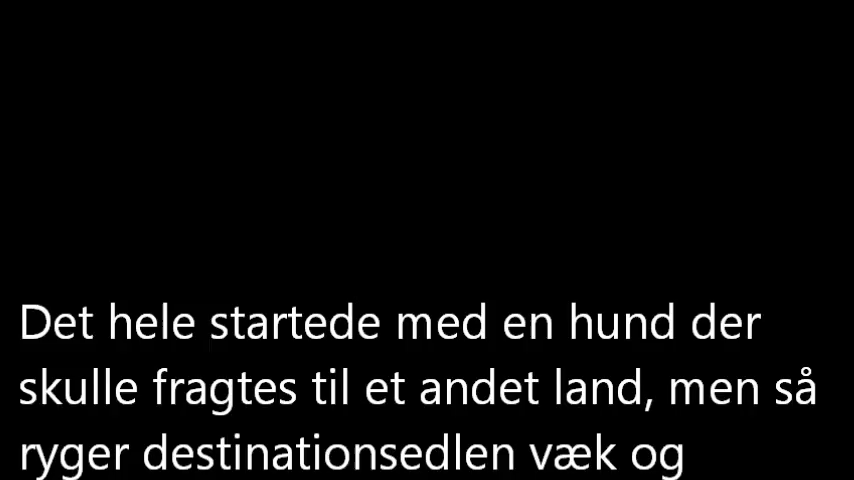 Det hele startede med en hund der
skulle fragtes til et andet land, men så
ryger destinationsedlen væk og